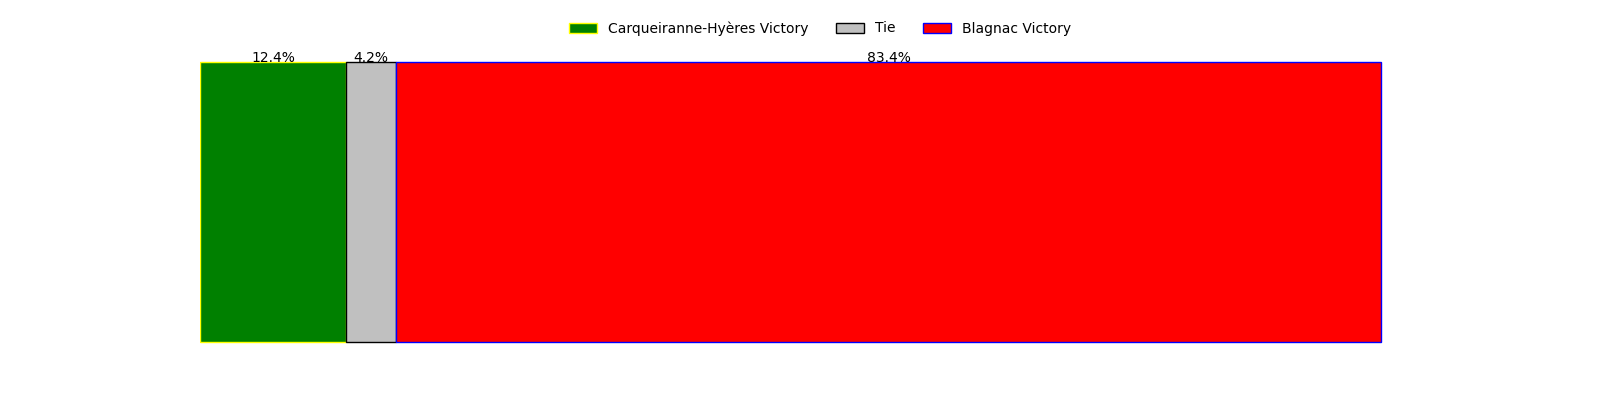 Carqueiranne-Hyères Victory Tie Blagnac Victory
12.4% 4.2% 83.4%